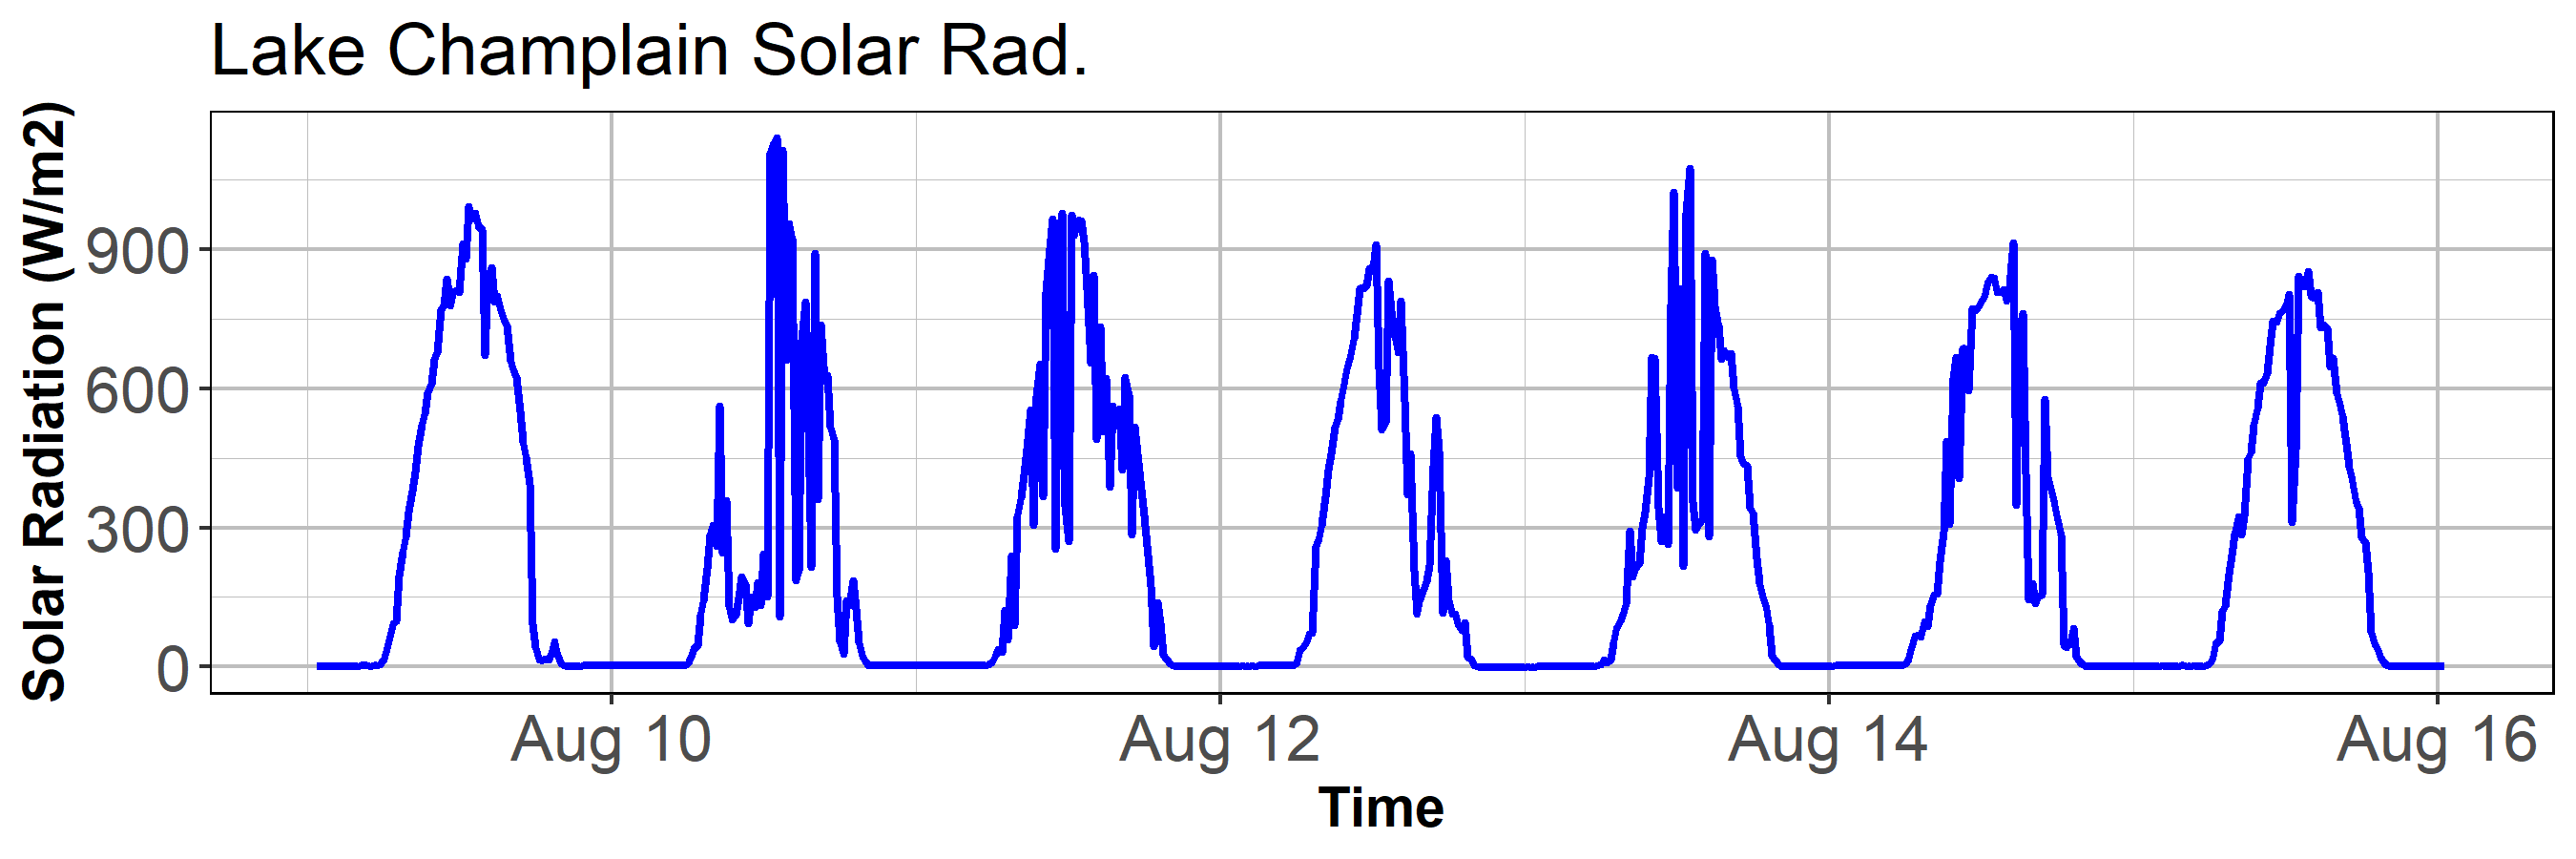 Lake Champlain Solar Rad.
Solar Radiation (W/m2)
900
600
300
0
Aug 10 Aug 12 Aug 14 Aug 16
Time